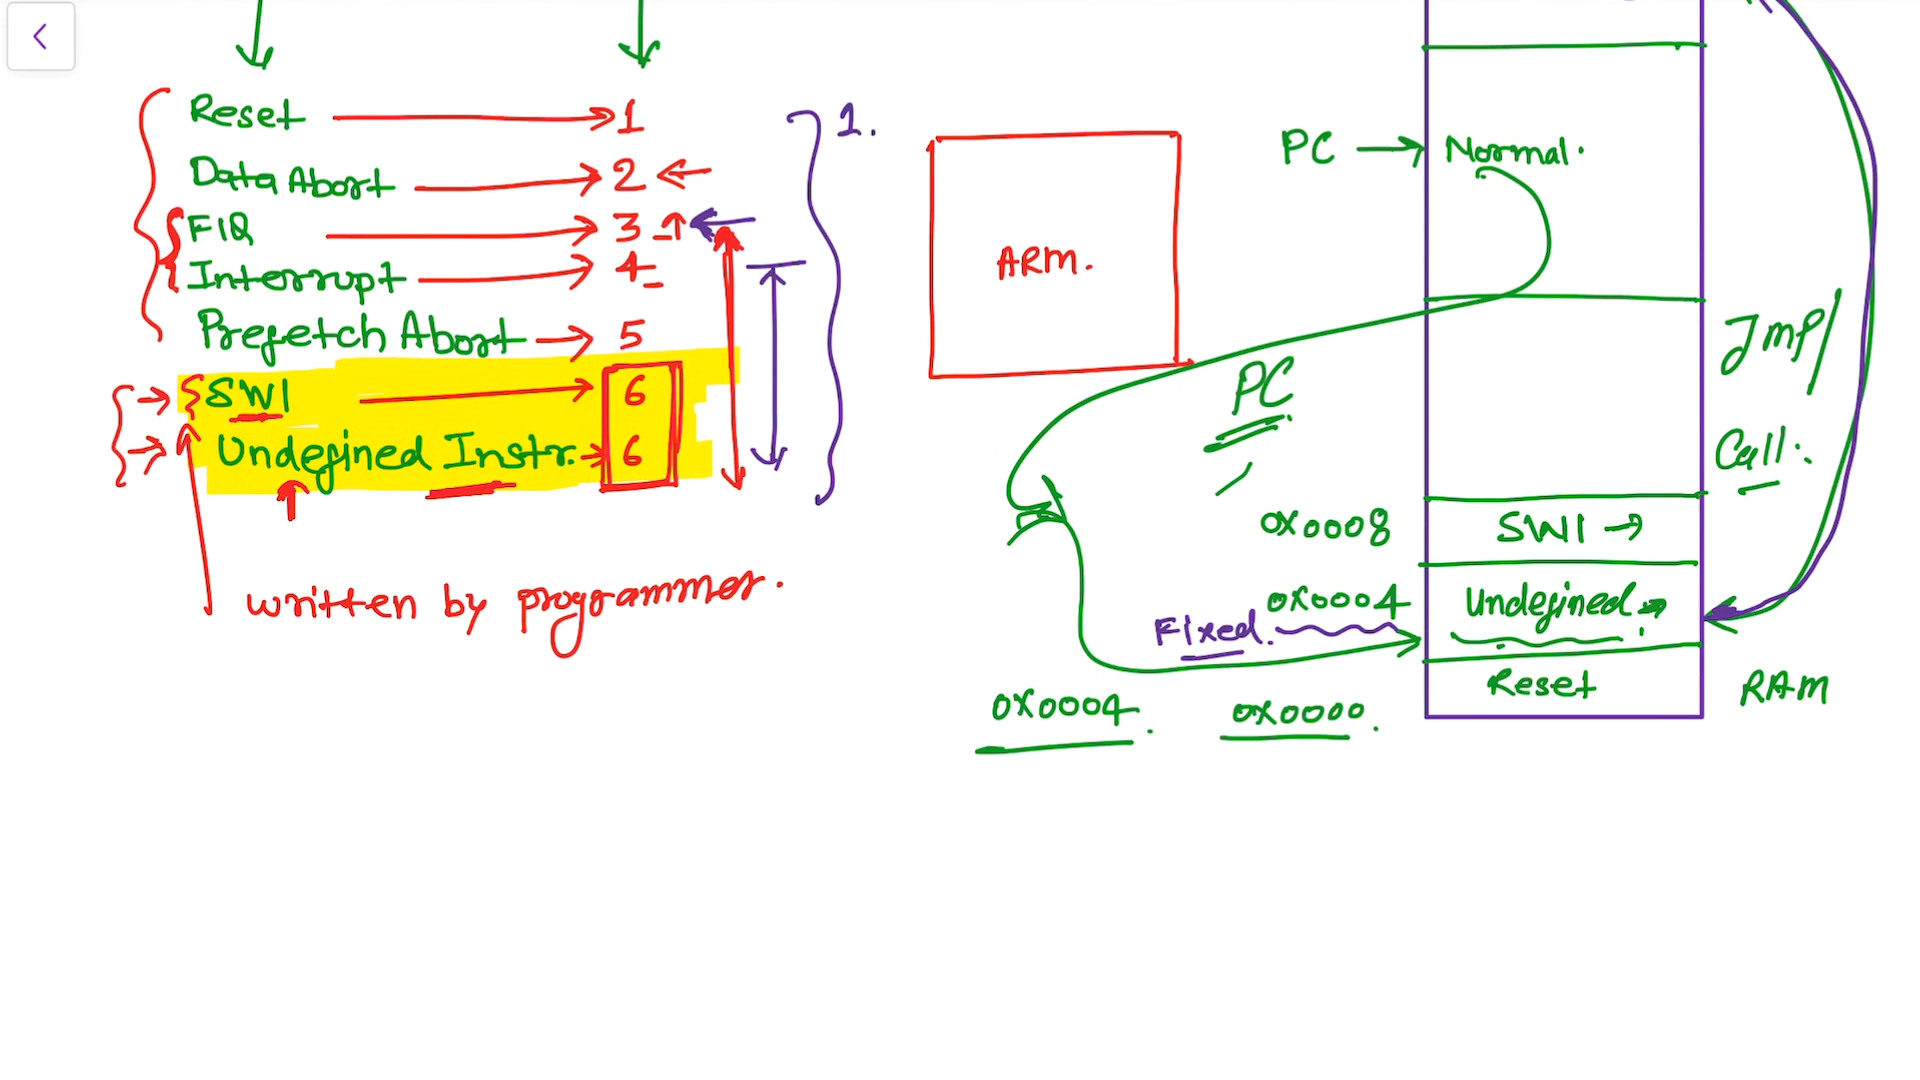 Reset → 1
Data Abort → 2 ←
FIQ → 3 ↑ ←
Interrupt → 4
Prefetch Abort → 5
SWI → 6
Undefined Instr. → 6
written by programmer.
1.
ARM.
PC → Normal.
PC
Jmp/
Call.
0x0008 SWI →
0x0004 Undefined →
Fixed.
Reset
0x0004. 0x0000.
RAM